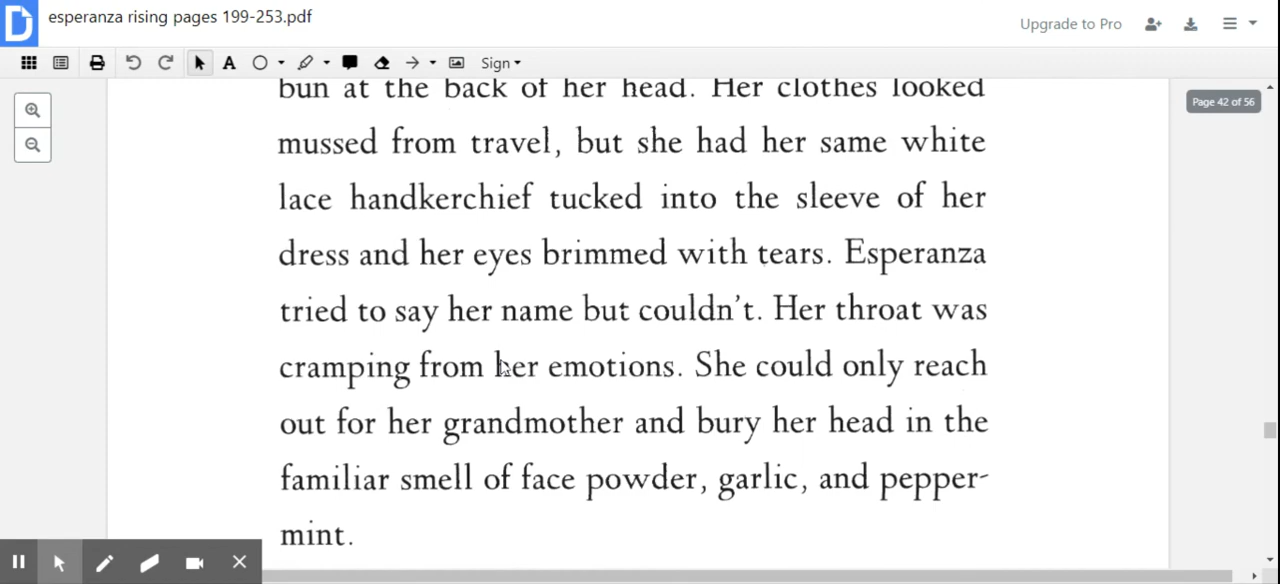 esperanza rising pages 199-253.pdf
Upgrade to Pro
A
Sign
Page 42 of 56
bun at the back of her head. Her clothes looked
mussed from travel, but she had her same white
lace handkerchief tucked into the sleeve of her
dress and her eyes brimmed with tears. Esperanza
tried to say her name but couldn't. Her throat was
cramping from her emotions. She could only reach
out for her grandmother and bury her head in the
familiar smell of face powder, garlic, and pepper-
mint.